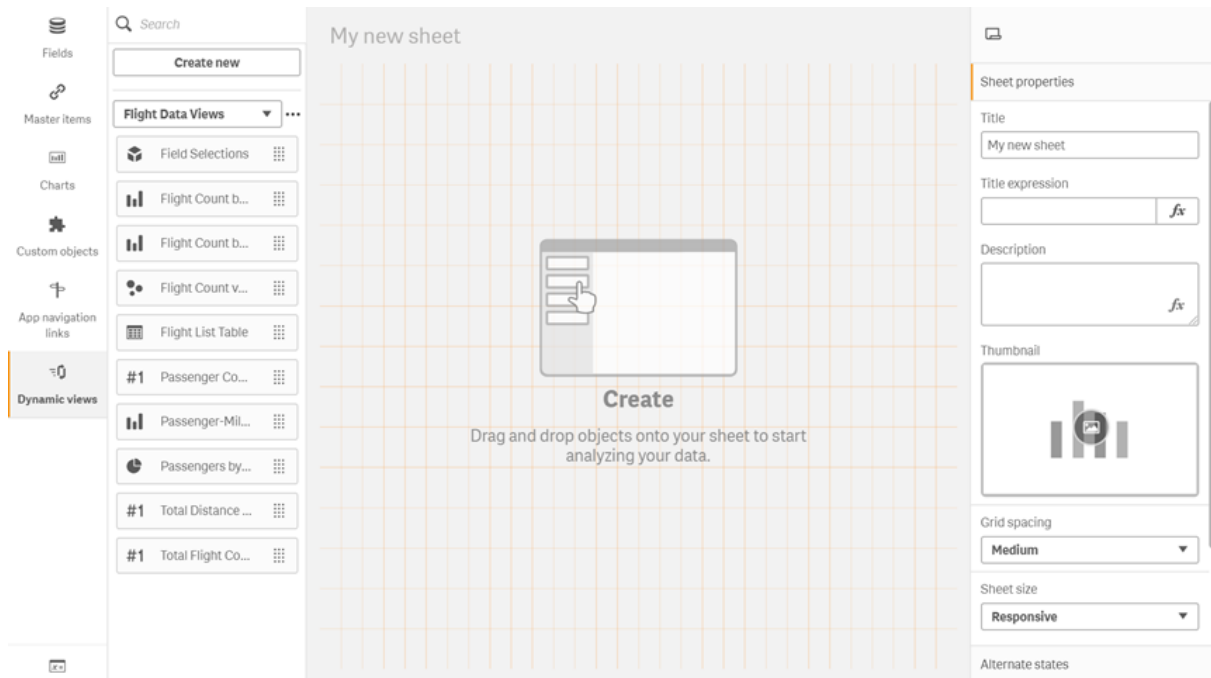 Fields
Master items
Charts
Custom objects
App navigation
links
Dynamic views
Search
Create new
Flight Data Views
Field Selections
Flight Count b...
Flight Count b...
Flight Count v...
Flight List Table
#1 Passenger Co...
Passenger-Mil...
Passengers by...
#1 Total Distance ...
#1 Total Flight Co...
My new sheet
Create
Drag and drop objects onto your sheet to start
analyzing your data.
Sheet properties
Title
My new sheet
Title expression
fx
Description
fx
Thumbnail
Grid spacing
Medium
Sheet size
Responsive
Alternate states